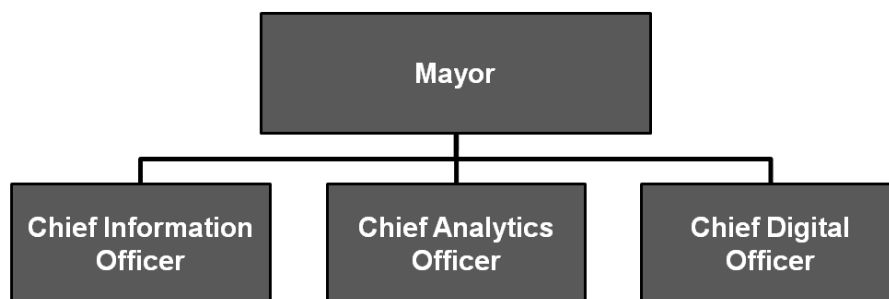 Mayor
Chief Information
Officer
Chief Analytics
Officer
Chief Digital
Officer